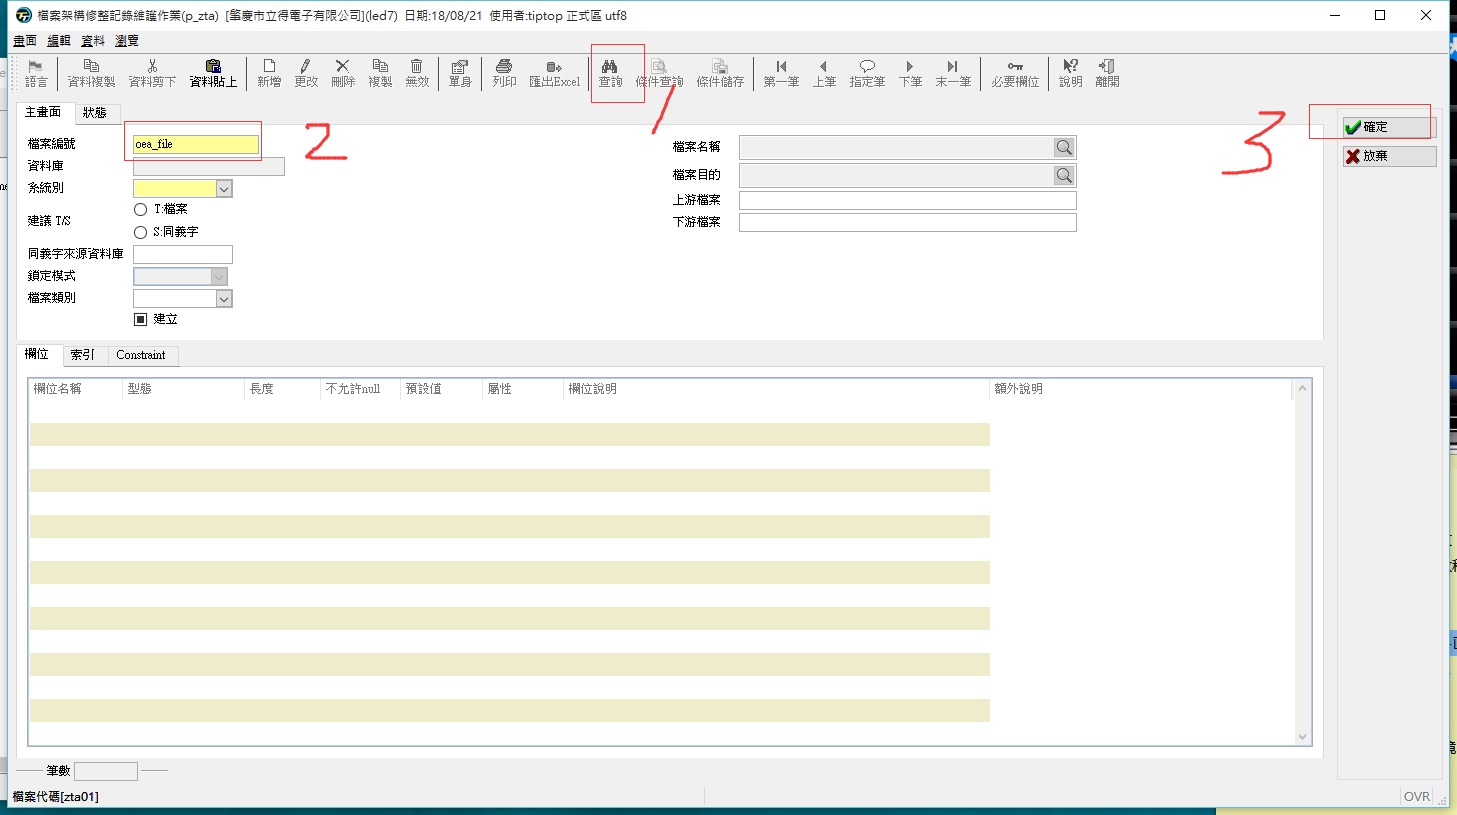 檔案架構修整記錄維護作業(p_zta) [肇慶市立得電子有限公司](led7) 日期:18/08/21 使用者:tiptop 正式區 utf8
畫面 編輯 資料 瀏覽
語言 資料複製 資料剪下 資料貼上 新增 更改 刪除 複製 無效 單身 列印 匯出Excel 查詢 條件查詢 條件儲存 第一筆 上筆 指定筆 下筆 末一筆 必要欄位 說明 離開
1
主畫面 狀態
檔案編號 oea_file
2
資料庫
系統別
建議 T/S
T:檔案
S:同義字
同義字來源資料庫
鎖定模式
檔案類別
建立
檔案名稱
檔案目的
上游檔案
下游檔案
3
確定
放棄
欄位 索引 Constraint
欄位名稱 型態 長度 不允許null 預設值 屬性 欄位說明 額外說明
筆數
檔案代碼[zta01]
OVR